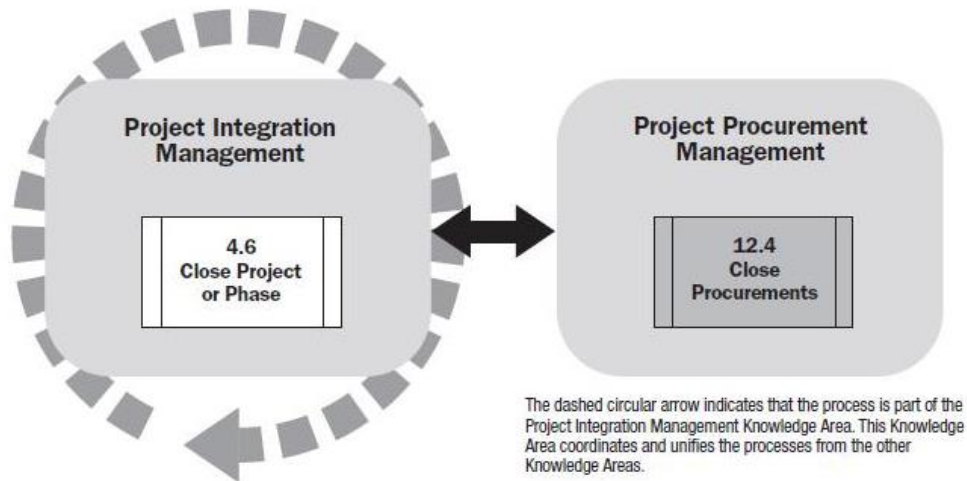 Project Integration
Management
4.6
Close Project
or Phase
Project Procurement
Management
12.4
Close
Procurements
The dashed circular arrow indicates that the process is part of the
Project Integration Management Knowledge Area. This Knowledge
Area coordinates and unifies the processes from the other
Knowledge Areas.